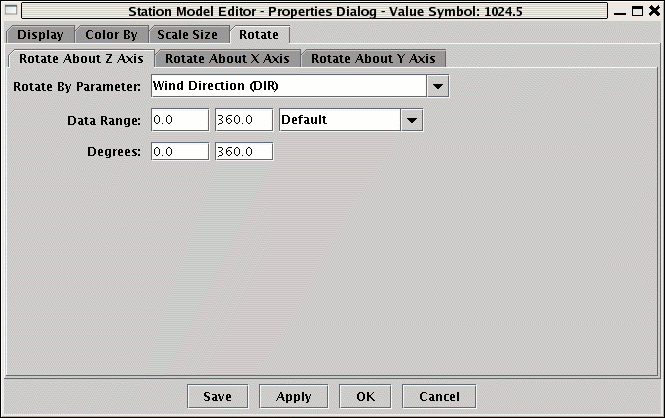 Station Model Editor - Properties Dialog - Value Symbol: 1024.5
Display Color By Scale Size Rotate
Rotate About Z Axis Rotate About X Axis Rotate About Y Axis
Rotate By Parameter: Wind Direction (DIR)
Data Range: 0.0 360.0 Default
Degrees: 0.0 360.0
Save Apply OK Cancel